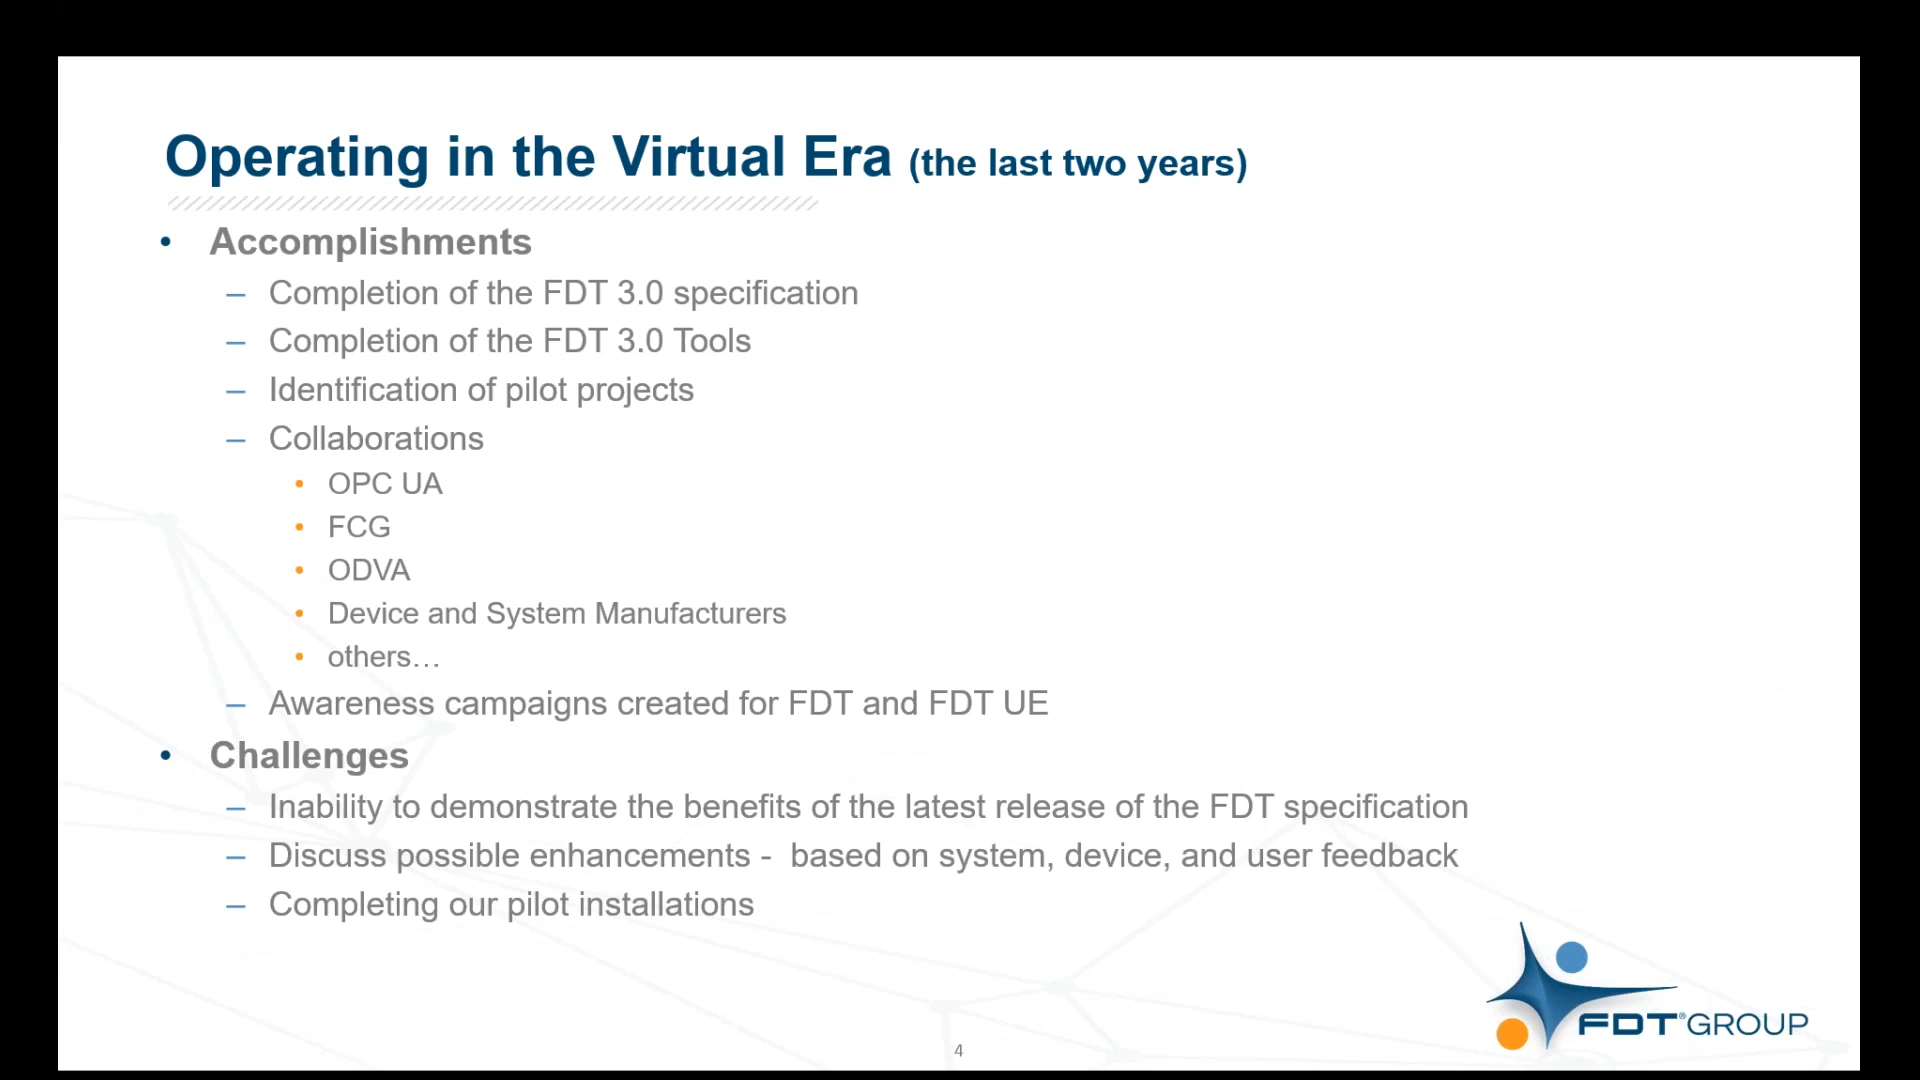 Operating in the Virtual Era (the last two years)
• Accomplishments
– Completion of the FDT 3.0 specification
– Completion of the FDT 3.0 Tools
– Identification of pilot projects
– Collaborations
• OPC UA
• FCG
• ODVA
• Device and System Manufacturers
• others…
– Awareness campaigns created for FDT and FDT UE
• Challenges
– Inability to demonstrate the benefits of the latest release of the FDT specification
– Discuss possible enhancements -  based on system, device, and user feedback
– Completing our pilot installations
FDT®GROUP
4